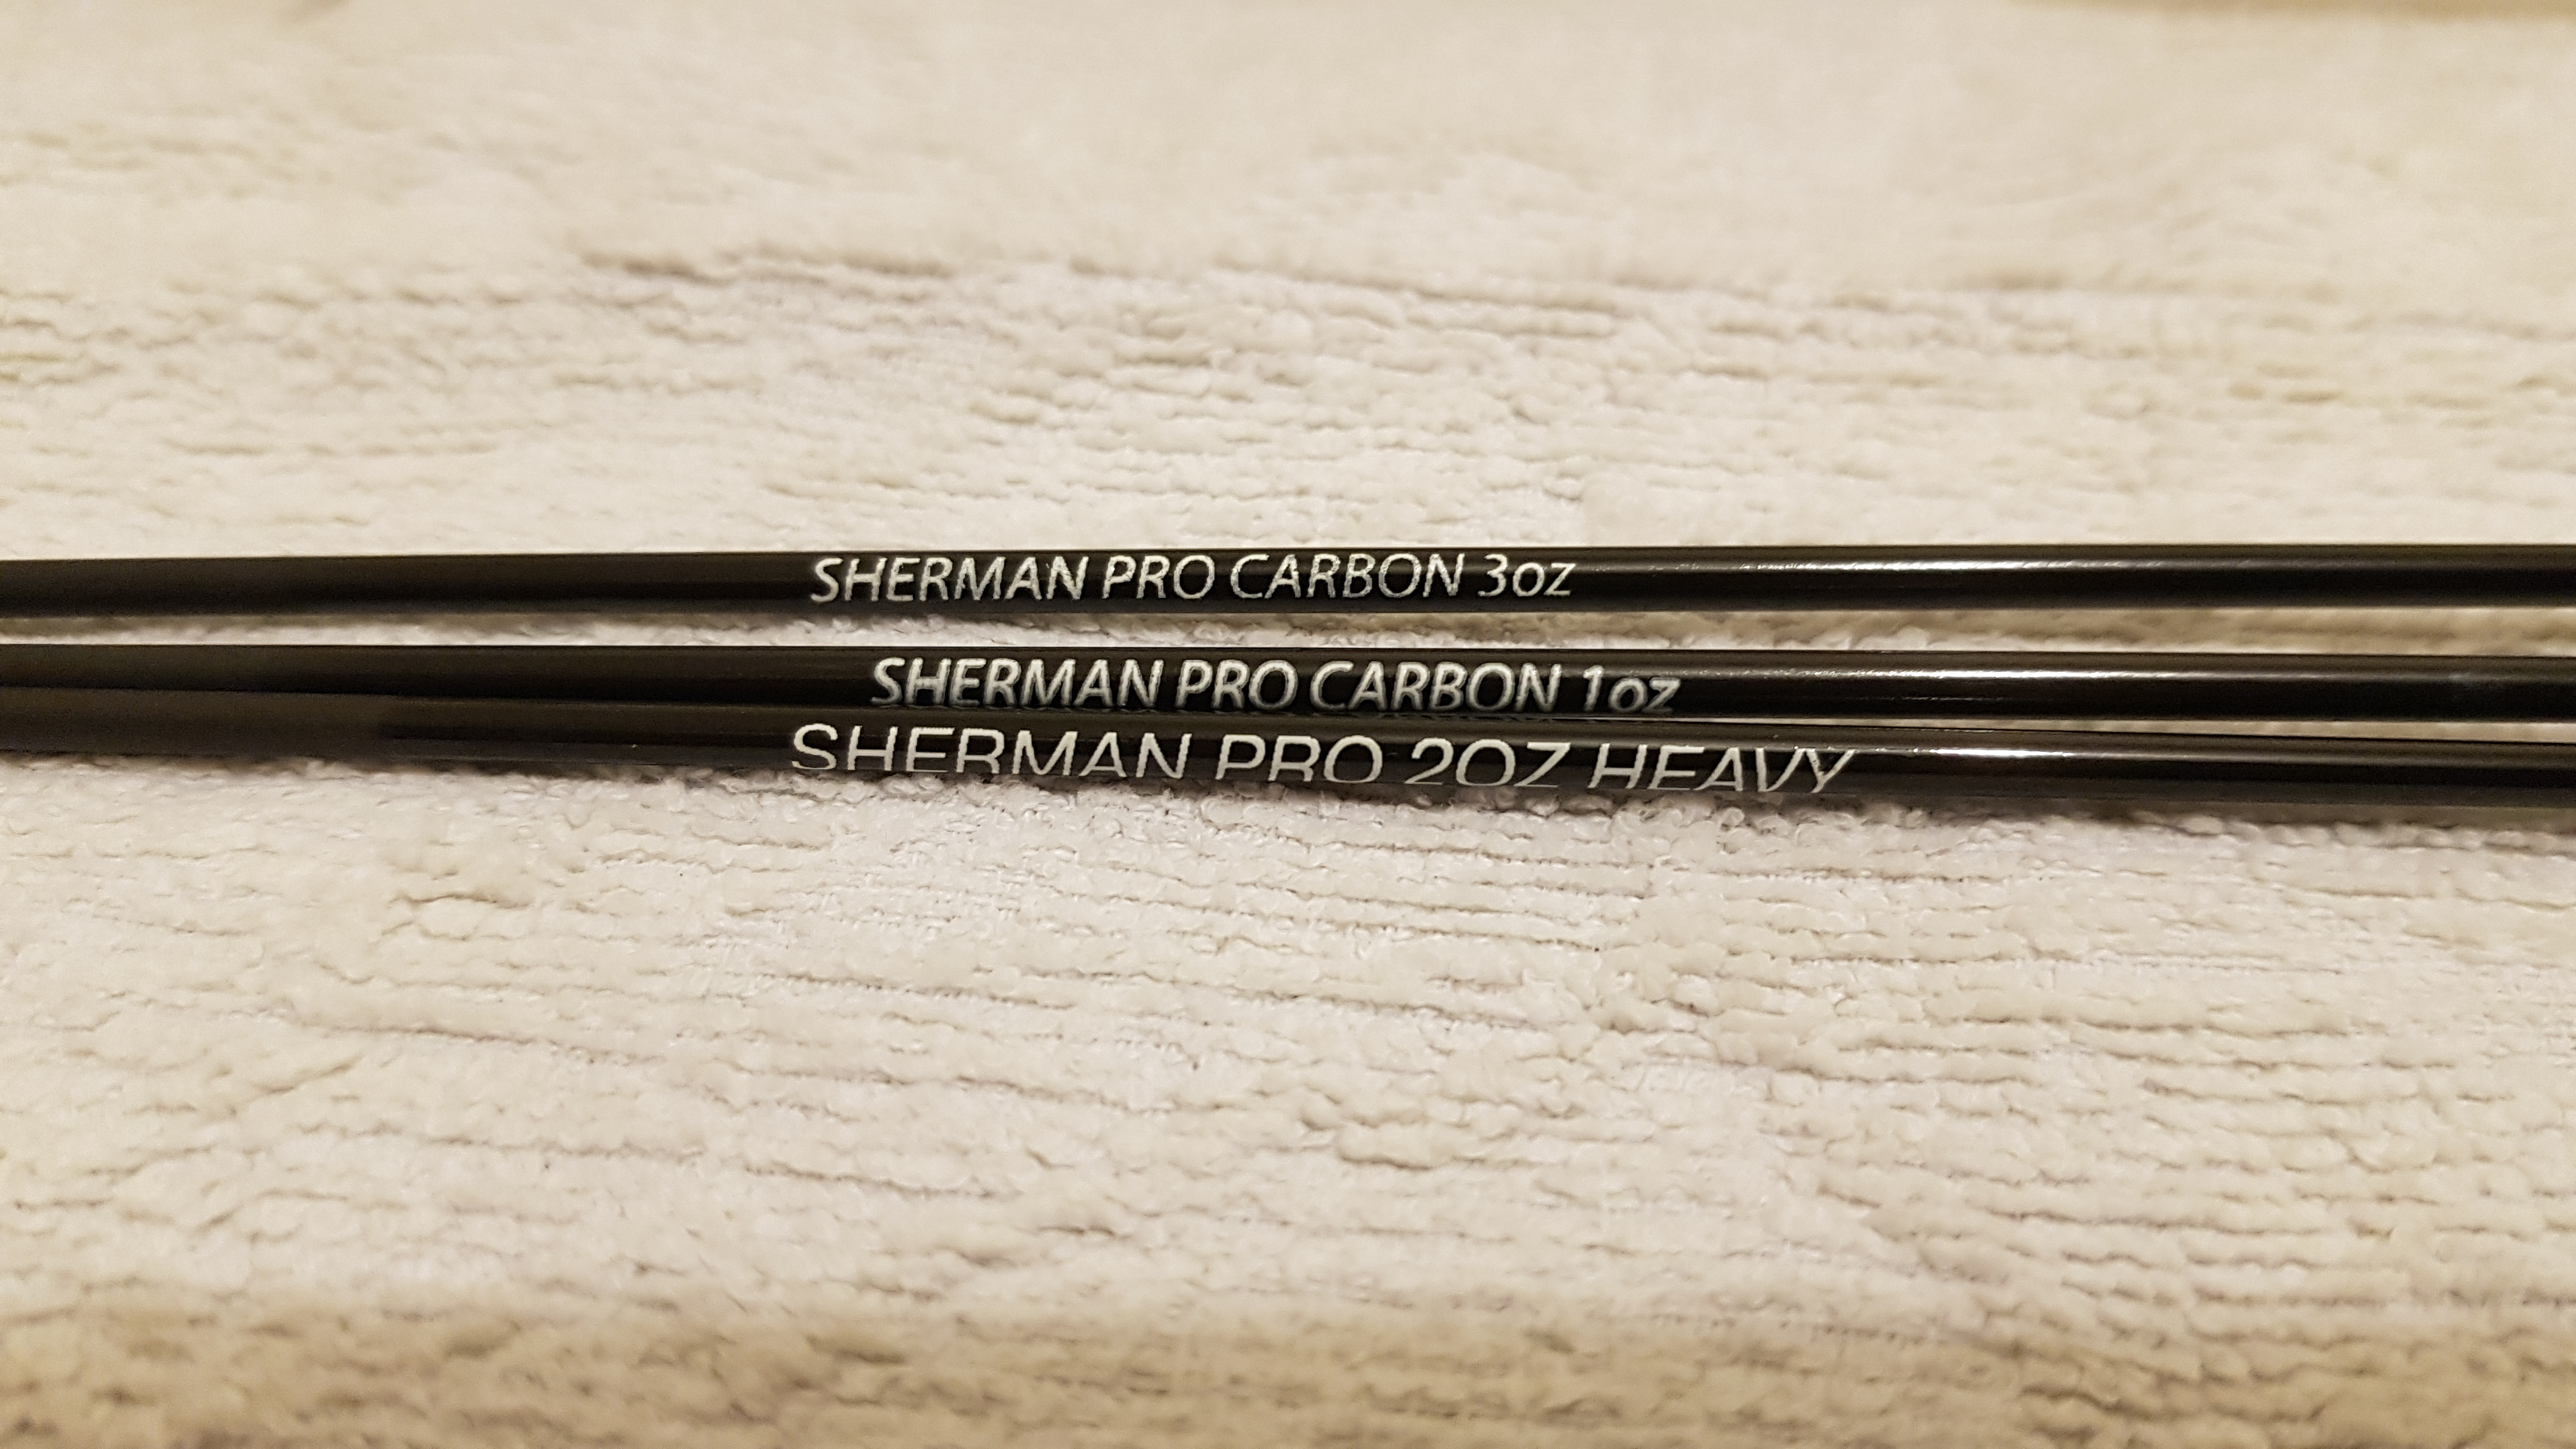 SHERMAN PRO CARBON 3oz
SHERMAN PRO CARBON 1oz
SHERMAN PRO 2OZ HEAVY